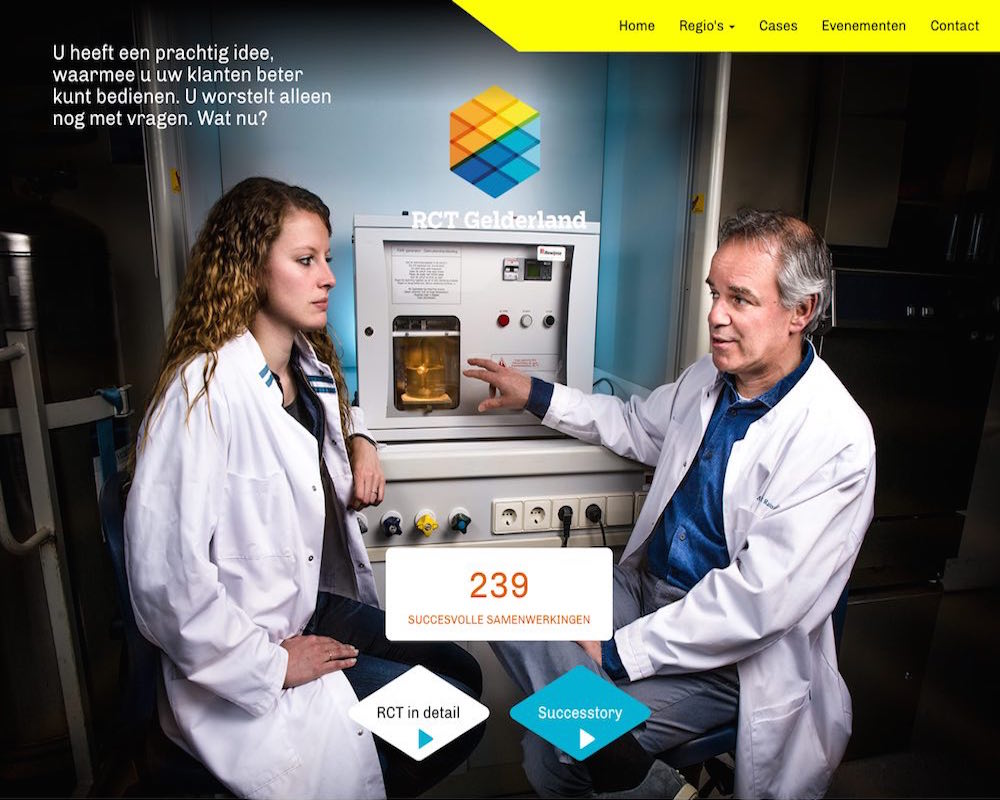 Home Regio's Cases Evenementen Contact
U heeft een prachtig idee,
waarmee u uw klanten beter
kunt bedienen. U worstelt alleen
nog met vragen. Wat nu?
RCT Gelderland
239
SUCCESVOLLE SAMENWERKINGEN
RCT in detail
Successtory